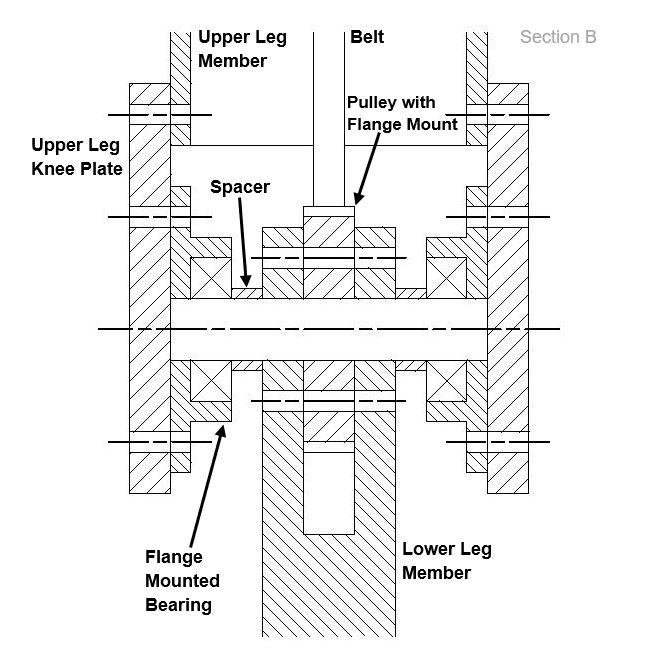 Upper Leg
Member
Belt
Section B
Pulley with
Flange Mount
Upper Leg
Knee Plate
Spacer
Flange
Mounted
Bearing
Lower Leg
Member